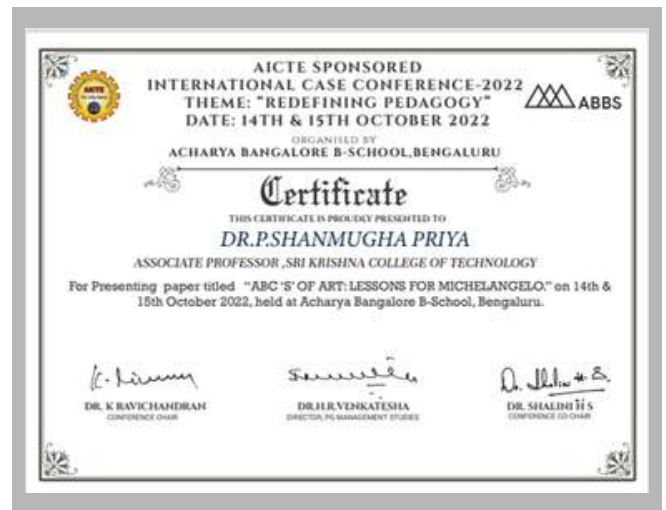 AICTE
AICTE SPONSORED
INTERNATIONAL CASE CONFERENCE-2022
THEME: "REDEFINING PEDAGOGY"
DATE: 14TH & 15TH OCTOBER 2022
ABBS
ORGANISED BY
ACHARYA BANGALORE B-SCHOOL,BENGALURU
Certificate
THIS CERTIFICATE IS PROUDLY PRESENTED TO
DR.P.SHANMUGHA PRIYA
ASSOCIATE PROFESSOR ,SRI KRISHNA COLLEGE OF TECHNOLOGY
For Presenting paper titled "ABC 'S' OF ART: LESSONS FOR MICHELANGELO." on 14th &
15th October 2022, held at Acharya Bangalore B-School, Bengaluru.
Dr. Shalini H. S.
DR. K RAVICHANDRAN
CONFERENCE CHAIR
DR.H.R.VENKATESHA
DIRECTOR, PG MANAGEMENT STUDIES
DR. SHALINI H S
CONFERENCE CO-CHAIR